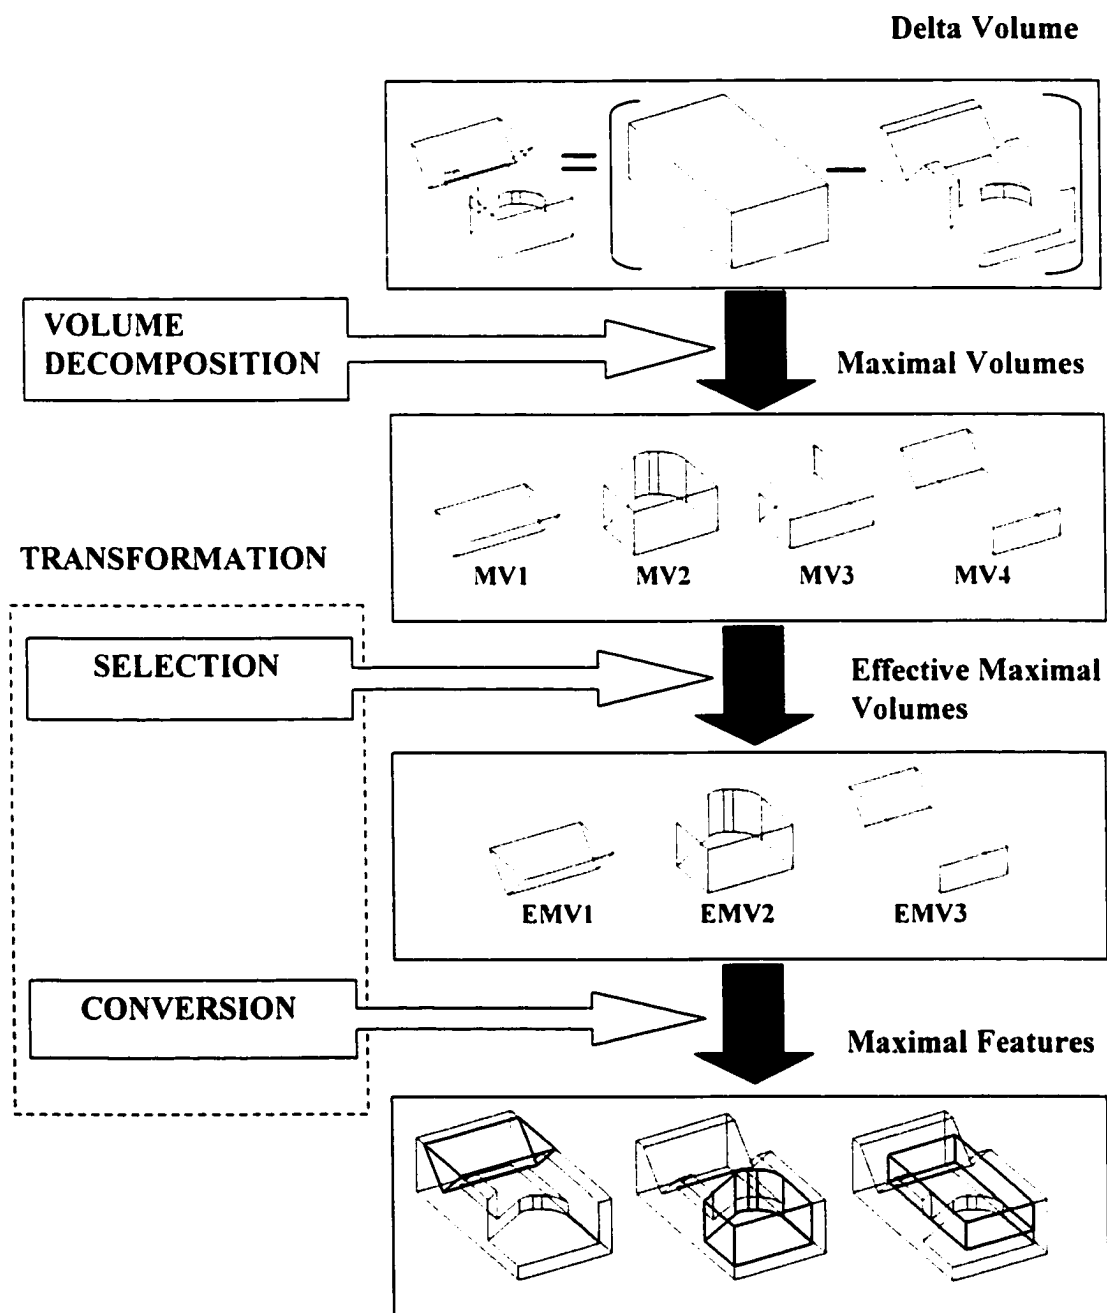 Delta Volume
=
−
VOLUME
DECOMPOSITION
Maximal Volumes
MV1
MV2
MV3
MV4
TRANSFORMATION
SELECTION
Effective Maximal
Volumes
EMV1
EMV2
EMV3
CONVERSION
Maximal Features